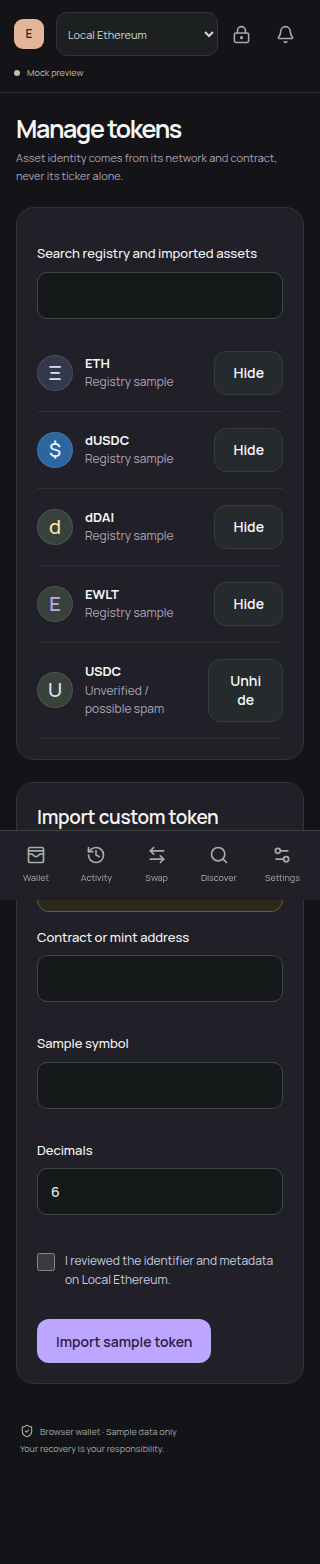 E
Local Ethereum
Mock preview
Manage tokens
Asset identity comes from its network and contract,
never its ticker alone.
Search registry and imported assets
Ξ
ETH
Registry sample
Hide
$
dUSDC
Registry sample
Hide
d
dDAI
Registry sample
Hide
E
EWLT
Registry sample
Hide
U
USDC
Unverified /
possible spam
Unhi
de
Import custom token
Wallet
Activity
Swap
Discover
Settings
Contract or mint address
Sample symbol
Decimals
6
I reviewed the identifier and metadata
on Local Ethereum.
Import sample token
Browser wallet · Sample data only
Your recovery is your responsibility.